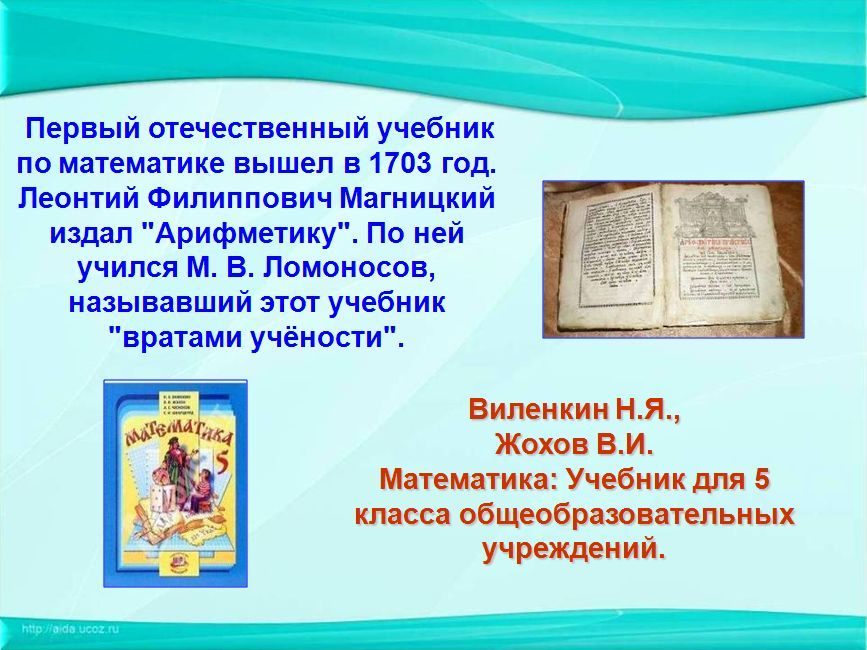 Первый отечественный учебник
по математике вышел в 1703 год.
Леонтий Филиппович Магницкий
издал "Арифметику". По ней
учился М. В. Ломоносов,
называвший этот учебник
"вратами учёности".
МАТЕМАТИКА
5
Виленкин Н.Я.,
Жохов В.И.
Математика: Учебник для 5
класса общеобразовательных
учреждений.
http://aida.ucoz.ru